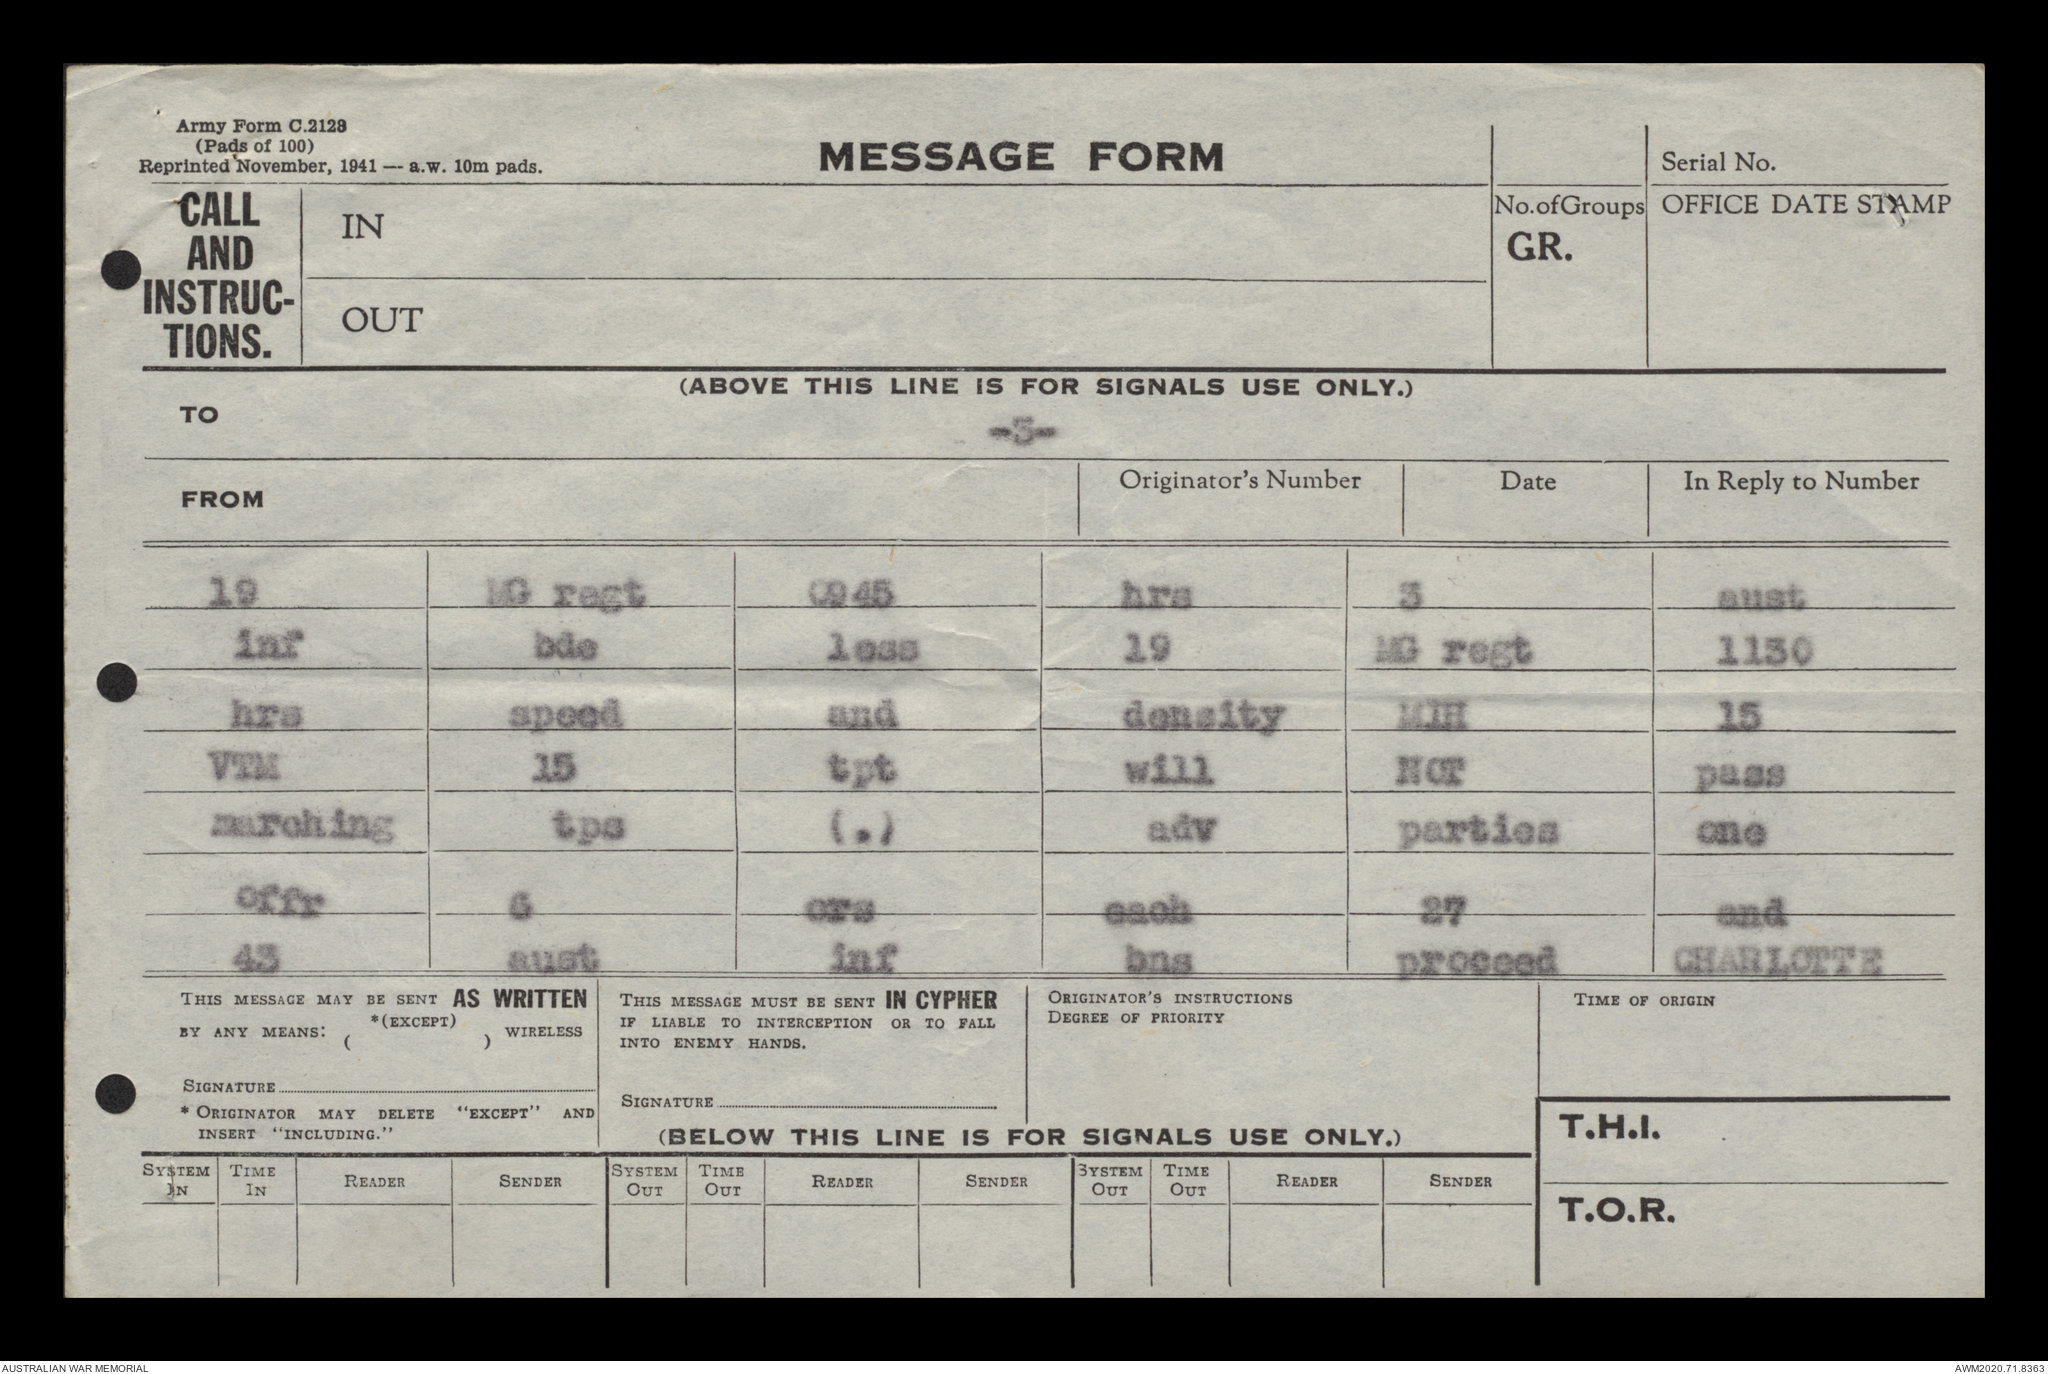 Army Form C.2128
(Pads of 100)
Reprinted November, 1941 — a.w. 10m pads.
MESSAGE FORM
Serial No.
CALL
AND
INSTRUC-
TIONS.
IN
OUT
No.ofGroups
GR.
OFFICE DATE STAMP
(ABOVE THIS LINE IS FOR SIGNALS USE ONLY.)
TO
-3-
FROM
Originator's Number
Date
In Reply to Number
19 MG regt 0945 hrs 3 aust
inf bde less 19 MG regt 1130
hrs speed and density MIH 15
VTM 15 tpt will NOT pass
marching tps (.) adv parties one
offr 6 ors each 27 and
43 aust inf bns proceed CHARLOTTE
THIS MESSAGE MAY BE SENT AS WRITTEN
BY ANY MEANS: ( *(EXCEPT) ) WIRELESS
SIGNATURE
* ORIGINATOR MAY DELETE "EXCEPT" AND
INSERT "INCLUDING."
THIS MESSAGE MUST BE SENT IN CYPHER
IF LIABLE TO INTERCEPTION OR TO FALL
INTO ENEMY HANDS.
SIGNATURE
ORIGINATOR'S INSTRUCTIONS
DEGREE OF PRIORITY
TIME OF ORIGIN
(BELOW THIS LINE IS FOR SIGNALS USE ONLY.)
T.H.I.
T.O.R.
SYSTEM IN
TIME IN
READER
SENDER
SYSTEM OUT
TIME OUT
READER
SENDER
SYSTEM OUT
TIME OUT
READER
SENDER
AUSTRALIAN WAR MEMORIAL
AWM2020.71.8363